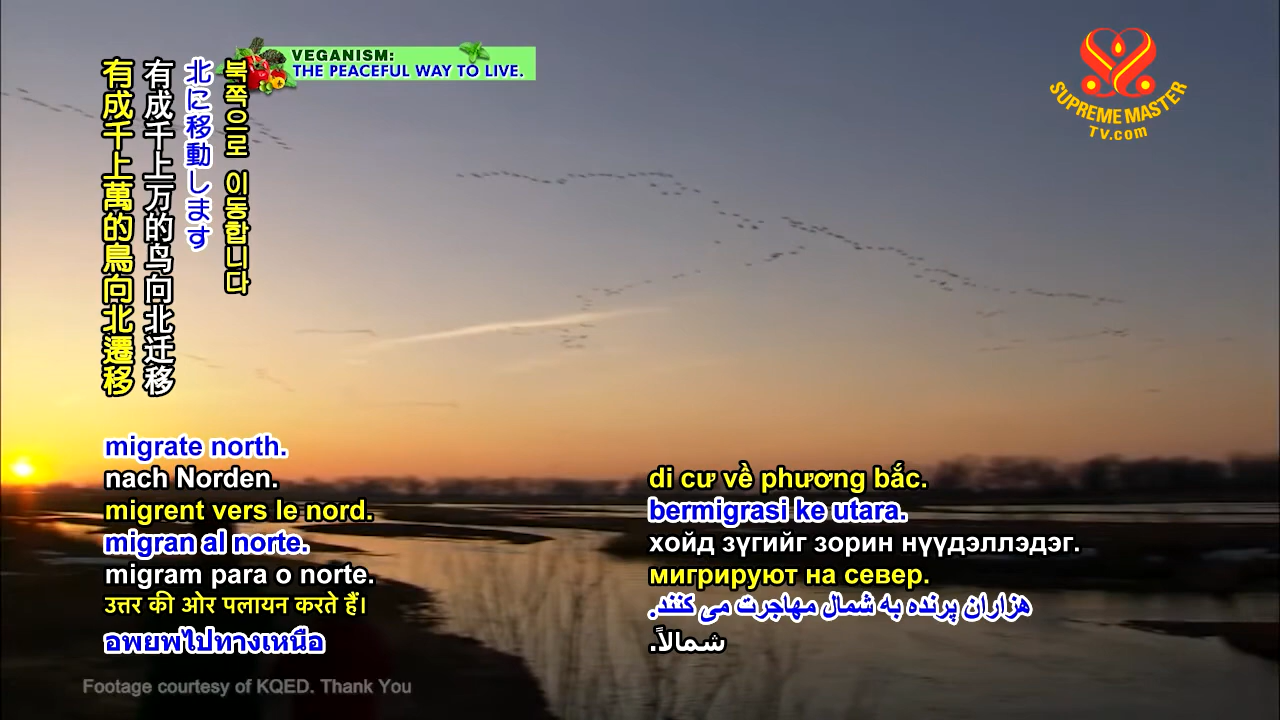 VEGANISM:
THE PEACEFUL WAY TO LIVE.
SUPREME MASTER
TV.com
북쪽으로 이동합니다
北に移動します
有成千上万的鸟向北迁移
有成千上萬的鳥向北遷移
migrate north.
nach Norden.
migrent vers le nord.
migran al norte.
migram para o norte.
उत्तर की ओर पलायन करते हैं।
อพยพไปทางเหนือ
di cư về phương bắc.
bermigrasi ke utara.
хойд зүгийг зорин нүүдэллэдэг.
мигрируют на север.
هزاران پرنده به شمال مهاجرت می کنند.
شمالاً.
Footage courtesy of KQED. Thank You